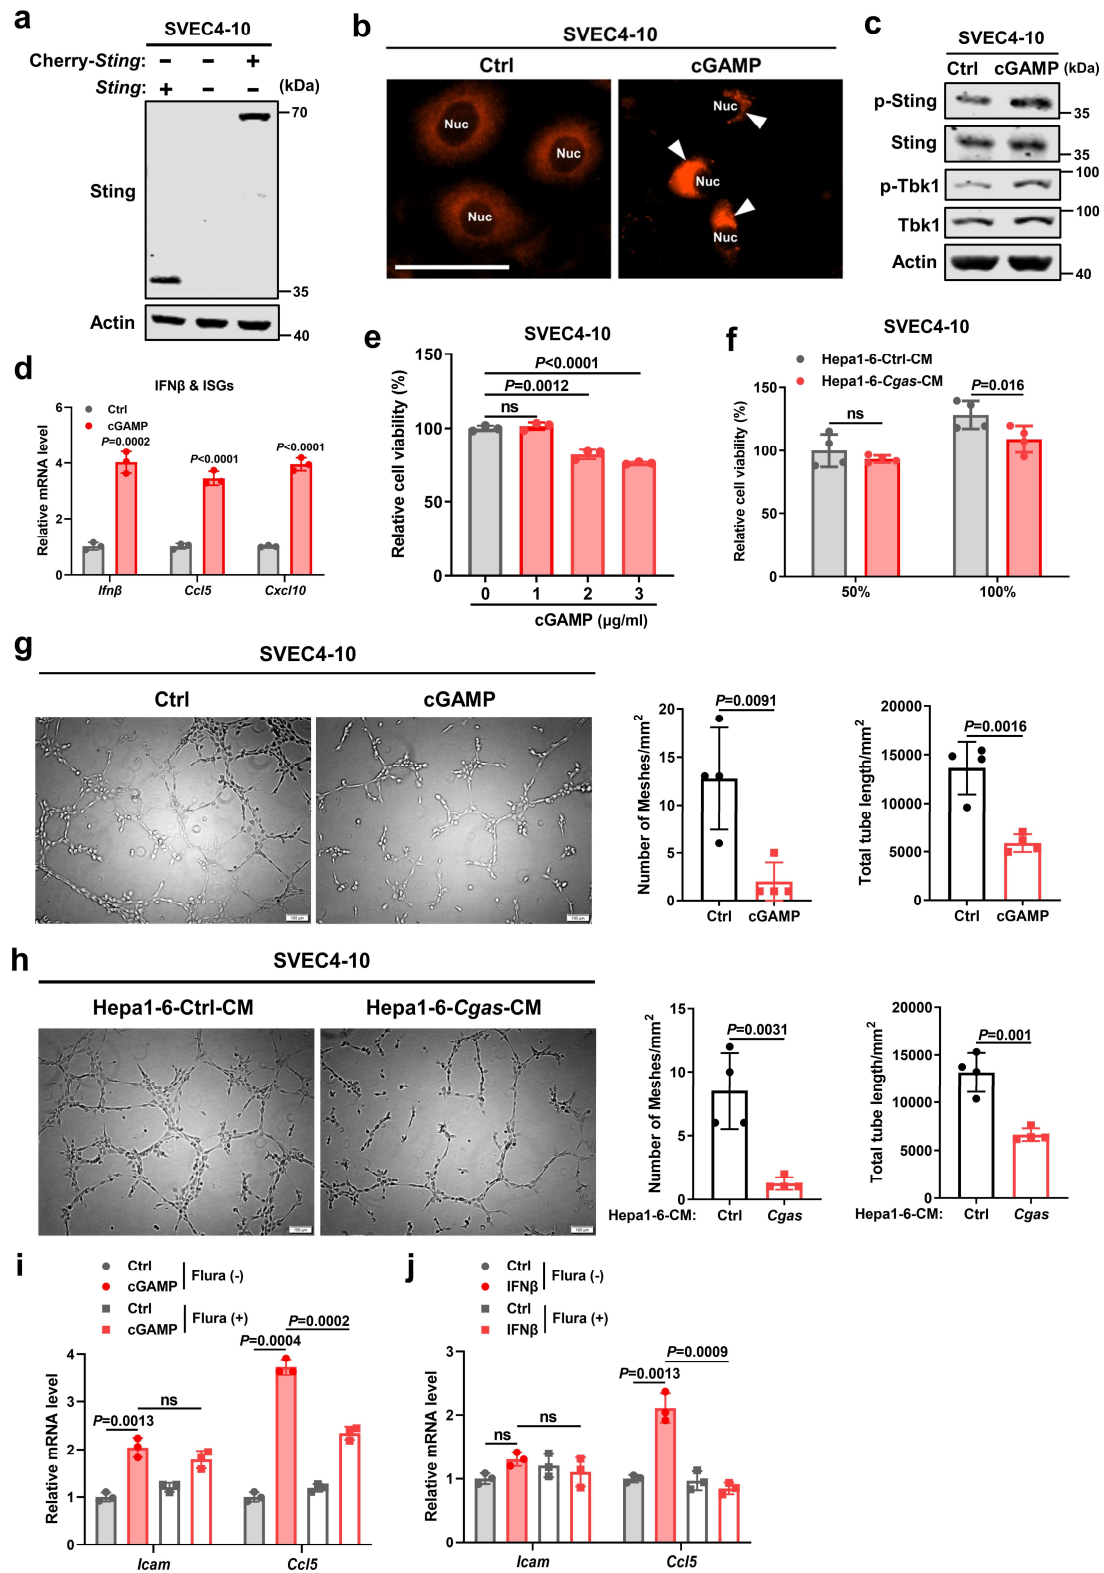 a
SVEC4-10
Cherry-Sting: – – +
Sting: + – – (kDa)
70
Sting
35
Actin
40
b
SVEC4-10
Ctrl cGAMP
Nuc
Nuc
Nuc
Nuc
Nuc
Nuc
c
SVEC4-10
Ctrl cGAMP (kDa)
p-Sting
35
Sting
35
p-Tbk1
100
Tbk1
100
Actin
40
d
IFNβ & ISGs
Ctrl
cGAMP
P=0.0002
P<0.0001
P<0.0001
Relative mRNA level
6
4
2
0
Ifnβ Ccl5 Cxcl10
e
SVEC4-10
P<0.0001
P=0.0012
ns
Relative cell viability (%)
150
100
50
0
0 1 2 3
cGAMP (μg/ml)
f
SVEC4-10
Hepa1-6-Ctrl-CM
Hepa1-6-Cgas-CM
P=0.016
ns
Relative cell viability (%)
150
100
50
0
50% 100%
g
SVEC4-10
Ctrl cGAMP
100 μm
100 μm
Number of Meshes/mm2
20
15
10
5
0
P=0.0091
Ctrl cGAMP
Total tube length/mm2
20000
15000
10000
5000
0
P=0.0016
Ctrl cGAMP
h
SVEC4-10
Hepa1-6-Ctrl-CM Hepa1-6-Cgas-CM
100 μm
100 μm
Number of Meshes/mm2
15
10
5
0
P=0.0031
Hepa1-6-CM: Ctrl Cgas
Total tube length/mm2
20000
15000
10000
5000
0
P=0.001
Hepa1-6-CM: Ctrl Cgas
i
Ctrl
cGAMP
Flura (-)
Ctrl
cGAMP
Flura (+)
P=0.0002
P=0.0004
ns
P=0.0013
Relative mRNA level
4
3
2
1
0
Icam Ccl5
j
Ctrl
IFNβ
Flura (-)
Ctrl
IFNβ
Flura (+)
P=0.0009
P=0.0013
ns
ns
Relative mRNA level
3
2
1
0
Icam Ccl5